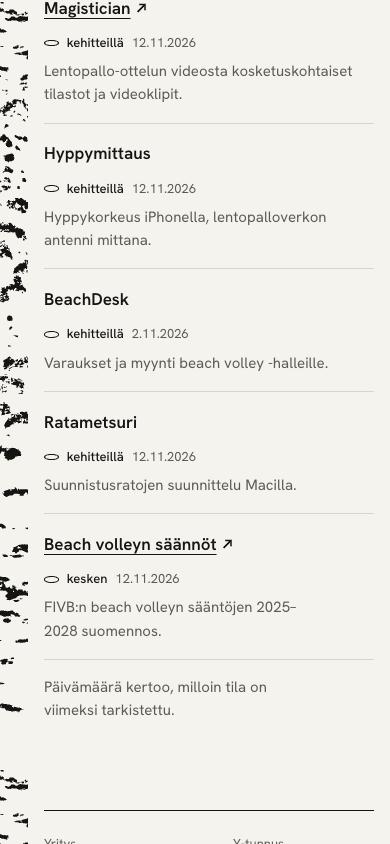 Magistician ↗
kehitteillä 12.11.2026
Lentopallo-ottelun videosta kosketuskohtaiset
tilastot ja videoklipit.
Hyppymittaus
kehitteillä 12.11.2026
Hyppykorkeus iPhonella, lentopalloverkon
antenni mittana.
BeachDesk
kehitteillä 2.11.2026
Varaukset ja myynti beach volley -halleille.
Ratametsuri
kehitteillä 12.11.2026
Suunnistusratojen suunnittelu Macilla.
Beach volleyn säännöt ↗
kesken 12.11.2026
FIVB:n beach volleyn sääntöjen 2025–
2028 suomennos.
Päivämäärä kertoo, milloin tila on
viimeksi tarkistettu.
Yritys Y-tunnus